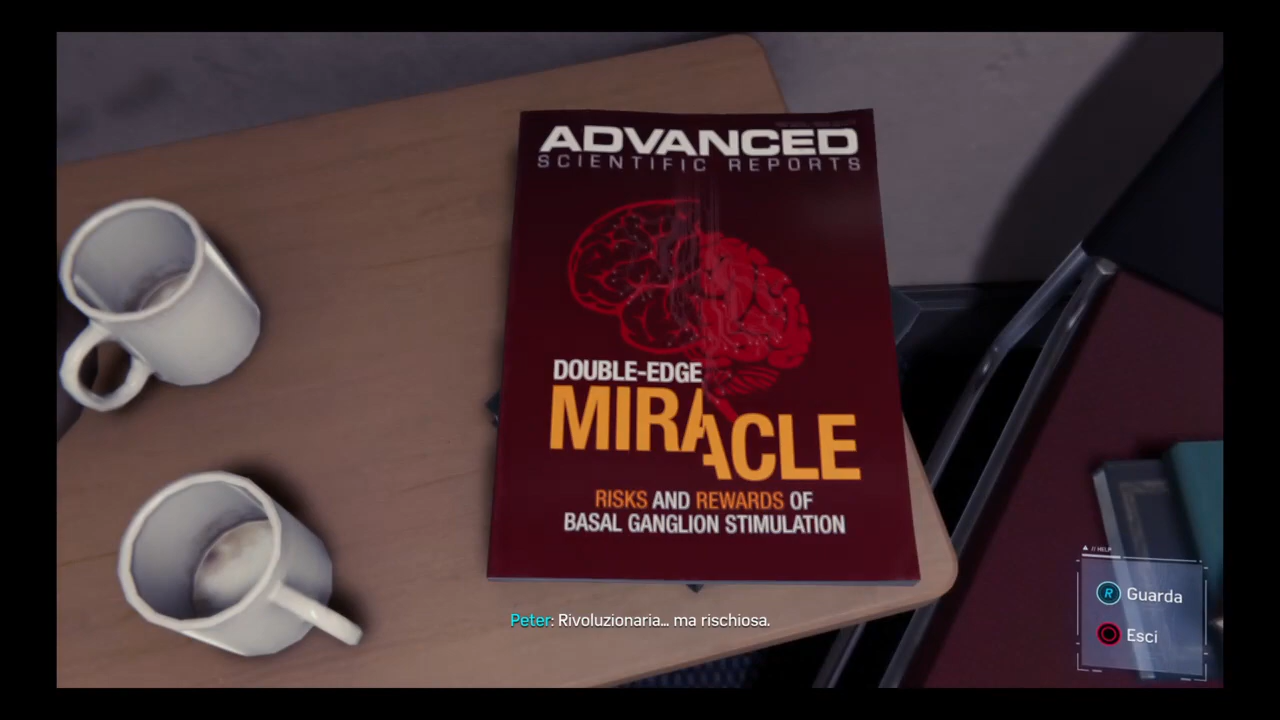 ADVANCED
SCIENTIFIC REPORTS
DOUBLE-EDGE
MIRACLE
RISKS AND REWARDS OF
BASAL GANGLION STIMULATION
Peter: Rivoluzionaria... ma rischiosa.
// HELP
R Guarda
Esci